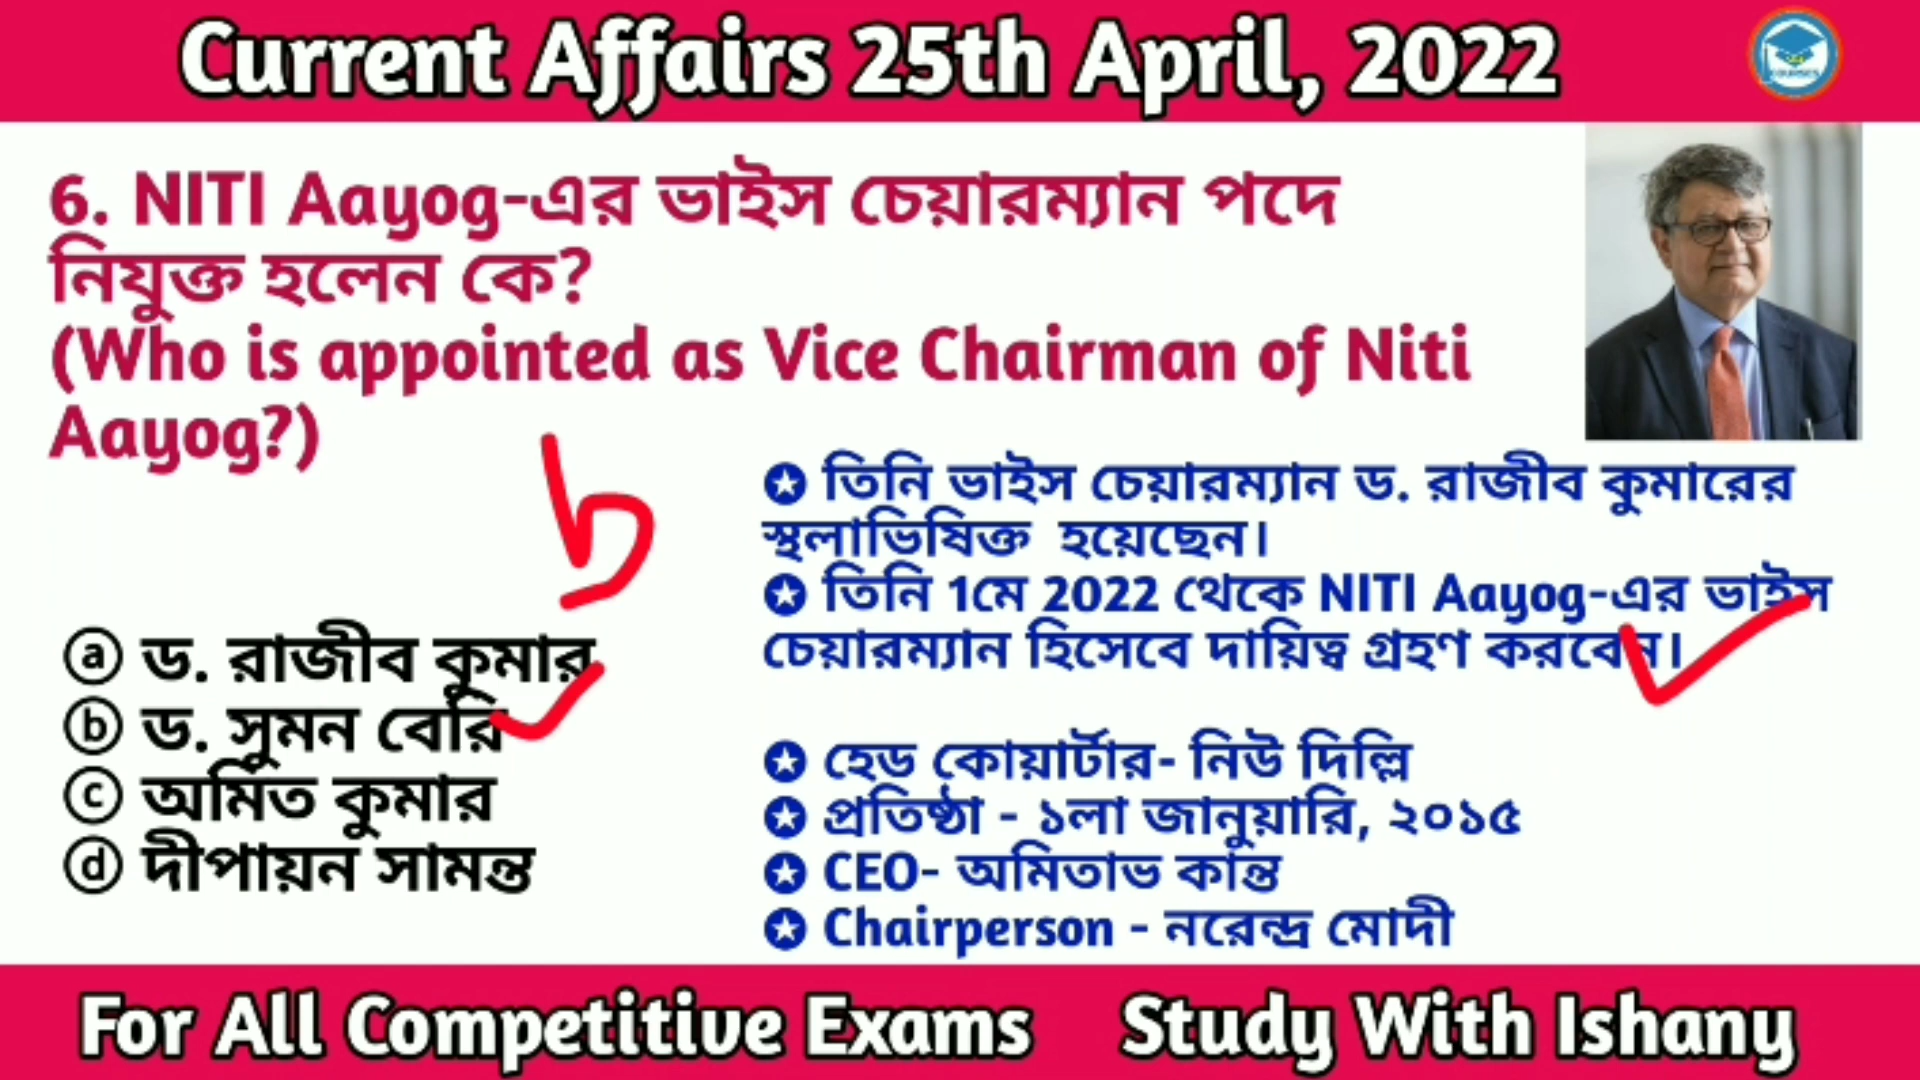 Current Affairs 25th April, 2022
COURSES
6. NITI Aayog-এর ভাইস চেয়ারম্যান পদে
নিযুক্ত হলেন কে?
(Who is appointed as Vice Chairman of Niti
Aayog?)
b
ⓐ ড. রাজীব কুমার
ⓑ ড. সুমন বেরি
ⓒ অমিত কুমার
ⓓ দীপায়ন সামন্ত
✪ তিনি ভাইস চেয়ারম্যান ড. রাজীব কুমারের
স্থলাভিষিক্ত হয়েছেন।
✪ তিনি 1মে 2022 থেকে NITI Aayog-এর ভাইস
চেয়ারম্যান হিসেবে দায়িত্ব গ্রহণ করবেন।
✪ হেড কোয়ার্টার- নিউ দিল্লি
✪ প্রতিষ্ঠা - ১লা জানুয়ারি, ২০১৫
✪ CEO- অমিতাভ কান্ত
✪ Chairperson - নরেন্দ্র মোদী
For All Competitive Exams Study With Ishany